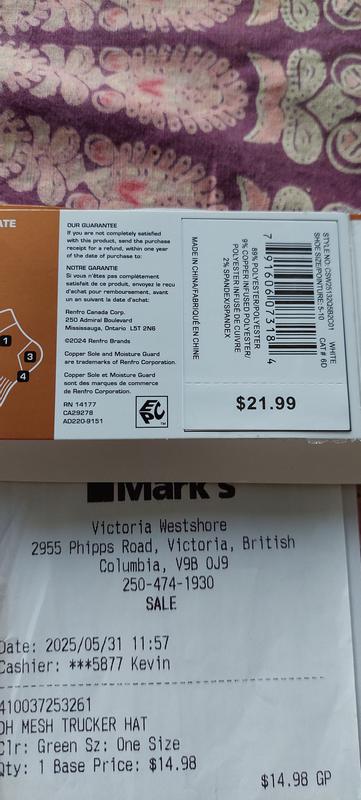 ATE
1
3
4
OUR GUARANTEE
If you are not completely
satisfied with this product, send the purchase
receipt for a refund, within one year
of the date of purchase to:
NOTRE GARANTIE
Si vous n'êtes pas complètement
satisfait de ce produit, envoyez le reçu
d'achat pour remboursement, avant
un an suivant la date d'achat:
Renfro Canada Corp.
250 Admiral Boulevard
Mississauga, Ontario L5T 2N6
©2024 Renfro Brands
Copper Sole and Moisture Guard
are trademarks of Renfro Corporation.
Copper Sole et Moisture Guard
sont des marques de commerce
de Renfro Corporation.
RN 14177
CA29278
AD220-9151
EPC
STYLE NO. WHITE
SHOE SIZE/POINTURE: 5-10 CAT # 6D
7 91606 07318 4
89% POLYESTER/POLYESTER
9% COPPER INFUSED POLYESTER/
POLYESTER INFUSÉ DE CUIVRE
2% SPANDEX/SPANDEX
MADE IN CHINA/FABRIQUÉ EN CHINE
$21.99
Mark's
Victoria Westshore
2955 Phipps Road, Victoria, British
Columbia, V9B 0J9
250-474-1930
SALE
Date: 2025/05/31 11:57
Cashier: ***5877 Kevin
410037253261
DH MESH TRUCKER HAT
Clr: Green Sz: One Size
Qty: 1 Base Price: $14.98
$14.98 GP